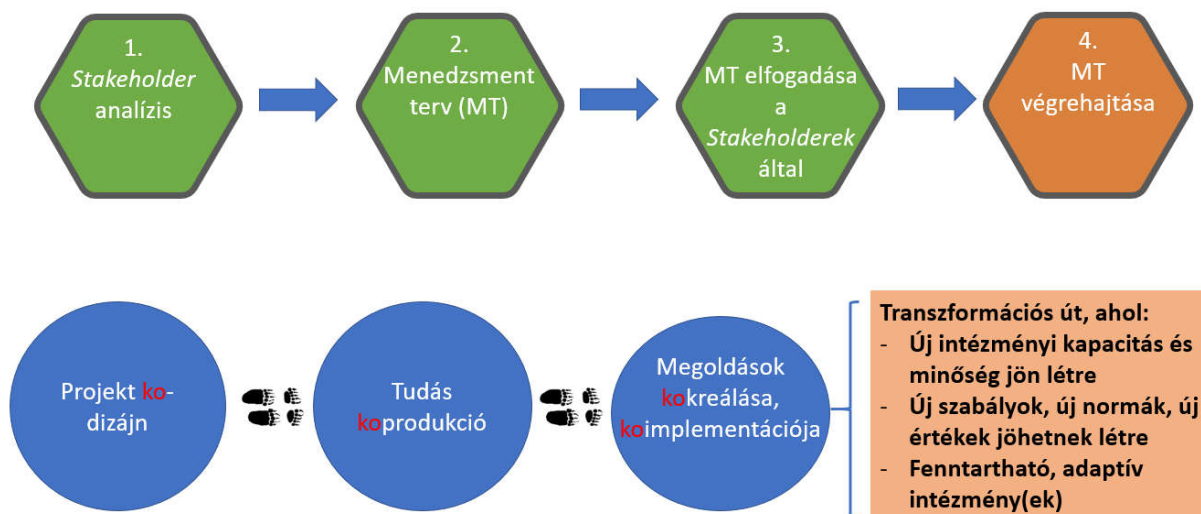 1.
Stakeholder
analízis
2.
Menedzsment
terv (MT)
3.
MT elfogadása
a
Stakeholderek
által
4.
MT
végrehajtása
Projekt ko-
dizájn
Tudás
koprodukció
Megoldások
kokreálása,
koimplementációja
Transzformációs út, ahol:
- Új intézményi kapacitás és
minőség jön létre
- Új szabályok, új normák, új
értékek jöhetnek létre
- Fenntartható, adaptív
intézmény(ek)